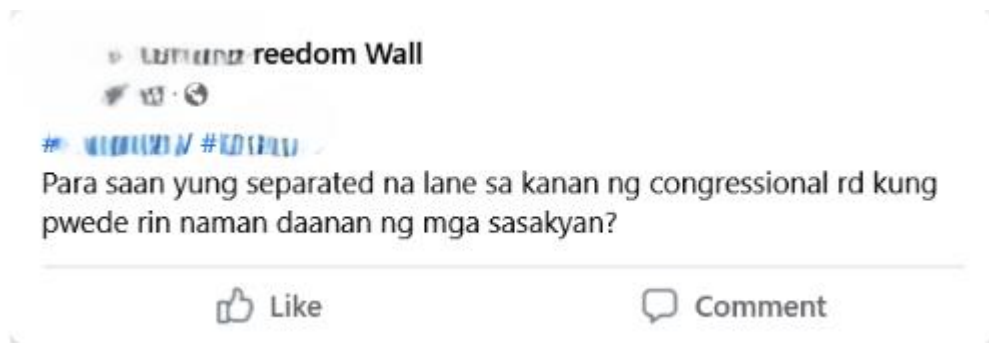 reedom Wall
Para saan yung separated na lane sa kanan ng congressional rd kung
pwede rin naman daanan ng mga sasakyan?
Like
Comment